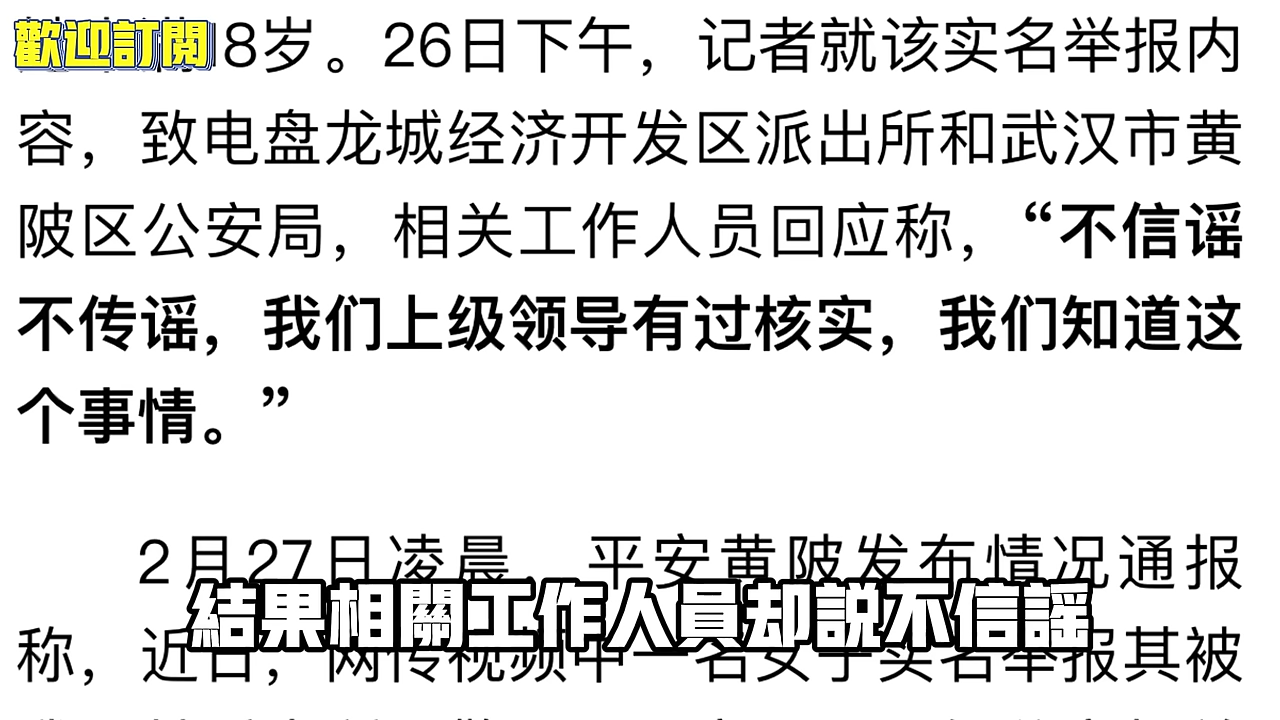 歡迎訂閱
8岁。26日下午，记者就该实名举报内
容，致电盘龙城经济开发区派出所和武汉市黄
陂区公安局，相关工作人员回应称，“不信谣
不传谣，我们上级领导有过核实，我们知道这
个事情。”
2月27日凌晨，平安黄陂发布情况通报
結果相關工作人員却説不信謠
称，近日，网传视频中一名女子实名举报其被